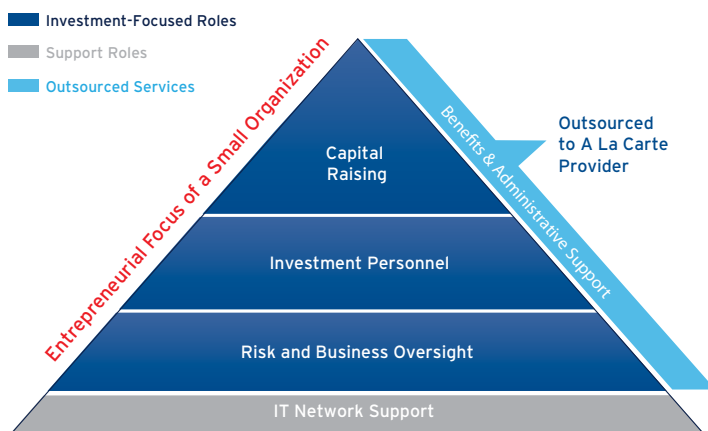 Investment-Focused Roles
Support Roles
Outsourced Services
Entrepreneurial Focus of a Small Organization
Benefits & Administrative Support
Outsourced
to A La Carte
Provider
Capital
Raising
Investment Personnel
Risk and Business Oversight
IT Network Support